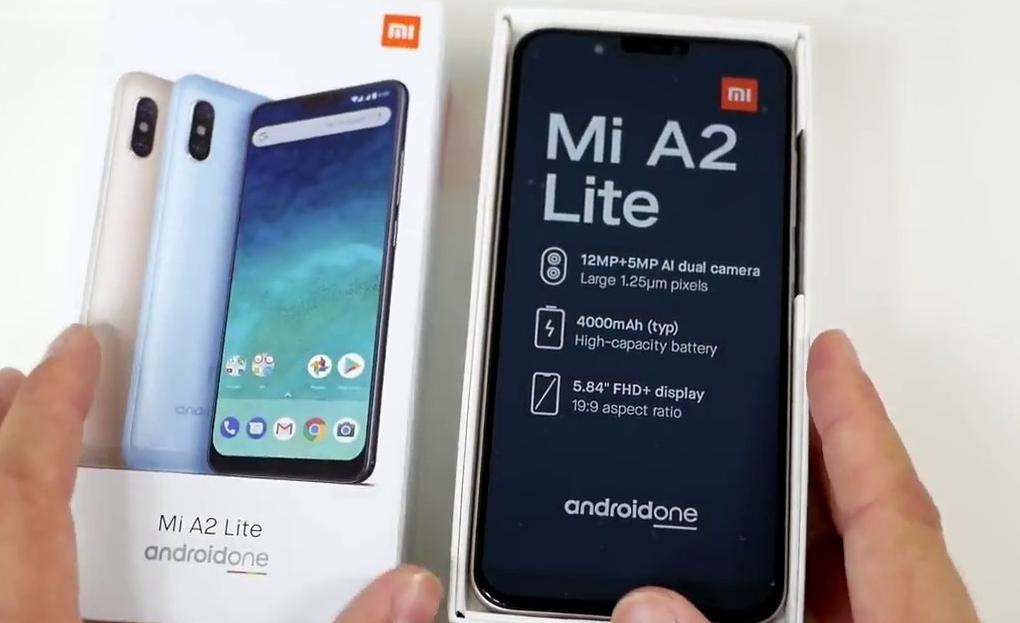 mi
Mi A2 Lite
androidone
mi
Mi A2
Lite
12MP+5MP AI dual camera
Large 1.25μm pixels
4000mAh (typ)
High-capacity battery
5.84" FHD+ display
19:9 aspect ratio
androidone